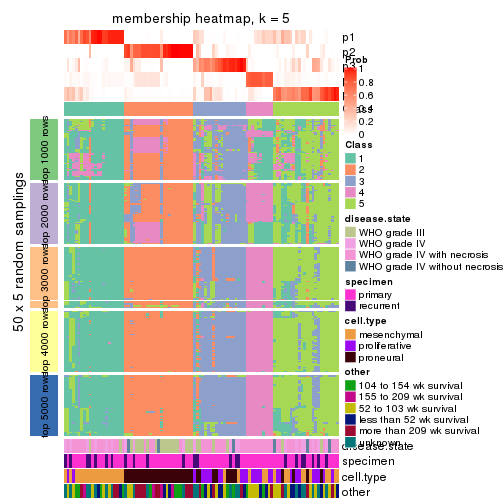 membership heatmap, k = 5
p1
p2
p3
Prob
1
0.8
0.6
0.4
0.2
0
Class
1
2
3
4
5
disease.state
WHO grade III
WHO grade IV
WHO grade IV with necrosis
WHO grade IV without necrosis
specimen
primary
recurrent
cell.type
mesenchymal
proliferative
proneural
other
104 to 154 wk survival
155 to 209 wk survival
52 to 103 wk survival
less than 52 wk survival
more than 209 wk survival
unknown
disease.state
specimen
cell.type
other
50 x 5 random samplings
top 1000 rows
top 2000 rows
top 3000 rows
top 4000 rows
top 5000 rows